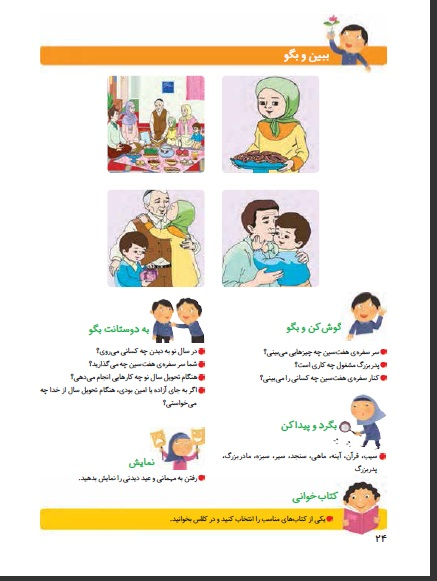 ببین و بگو
گوش کن و بگو
سر سفره‌ی هفت‌سین چه چیزهایی می‌بینی؟
پدربزرگ مشغول چه کاری است؟
کنار سفره‌ی هفت‌سین چه کسانی را می‌بینی؟
به دوستانت بگو
در سال نو به دیدن چه کسانی می‌روی؟
شما سر سفره‌ی هفت‌سین چه می‌گذارید؟
هنگام تحویل سال نو چه کارهایی انجام می‌دهی؟
اگر به جای آزاده یا امین بودی، هنگام تحویل سال از خدا چه
می‌خواستی؟
بگرد و پیدا کن
سیب، قرآن، آینه، ماهی، سنجد، سیر، سبزه، مادربزرگ،
پدربزرگ
نمایش
رفتن به مهمانی و عید دیدنی را نمایش بدهید.
کتاب‌خوانی
یکی از کتاب‌های مناسب را انتخاب کنید و در کلاس بخوانید.
۲۴